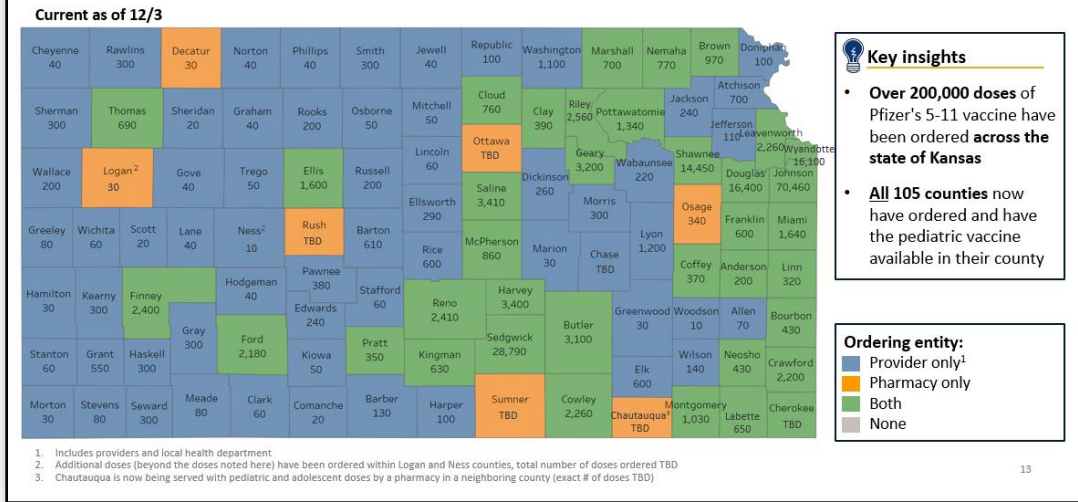 Current as of 12/3
Cheyenne
40
Rawlins
300
Decatur
30
Norton
40
Phillips
40
Smith
300
Jewell
40
Republic
100
Washington
1,100
Marshall
700
Nemaha
770
Brown
970
Doniphan
100
Sherman
300
Thomas
690
Sheridan
20
Graham
40
Rooks
200
Osborne
50
Mitchell
50
Cloud
760
Clay
390
Riley
2,560
Pottawatomie
1,340
Jackson
240
Atchison
700
Jefferson
110
Leavenworth
2,260
Wyandotte
16,100
Wallace
200
Logan²
30
Gove
40
Trego
50
Ellis
1,600
Russell
200
Lincoln
60
Ottawa
TBD
Saline
3,410
Dickinson
260
Geary
3,200
Wabaunsee
220
Shawnee
14,450
Douglas
16,400
Johnson
70,460
Greeley
80
Wichita
60
Scott
20
Lane
40
Ness²
10
Rush
TBD
Barton
610
Ellsworth
290
Rice
600
McPherson
860
Marion
30
Morris
300
Chase
TBD
Lyon
1,200
Osage
340
Franklin
600
Miami
1,640
Hamilton
30
Kearny
300
Finney
2,400
Gray
300
Hodgeman
40
Ford
2,180
Pawnee
380
Edwards
240
Stafford
60
Reno
2,410
Harvey
3,400
Sedgwick
28,790
Butler
3,100
Greenwood
30
Coffey
370
Anderson
200
Linn
320
Woodson
10
Allen
70
Bourbon
430
Stanton
60
Grant
550
Haskell
300
Kiowa
50
Pratt
350
Kingman
630
Elk
600
Wilson
140
Neosho
430
Crawford
2,200
Morton
30
Stevens
80
Seward
300
Meade
80
Clark
60
Comanche
20
Barber
130
Harper
100
Sumner
TBD
Cowley
2,260
Chautauqua³
TBD
Montgomery
1,030
Labette
650
Cherokee
TBD
Key insights
• Over 200,000 doses of
Pfizer's 5-11 vaccine have
been ordered across the
state of Kansas
• All 105 counties now
have ordered and have
the pediatric vaccine
available in their county
Ordering entity:
Provider only¹
Pharmacy only
Both
None
1. Includes providers and local health department
2. Additional doses (beyond the doses noted here) have been ordered within Logan and Ness counties, total number of doses ordered TBD
3. Chautauqua is now being served with pediatric and adolescent doses by a pharmacy in a neighboring county (exact # of doses TBD)
13